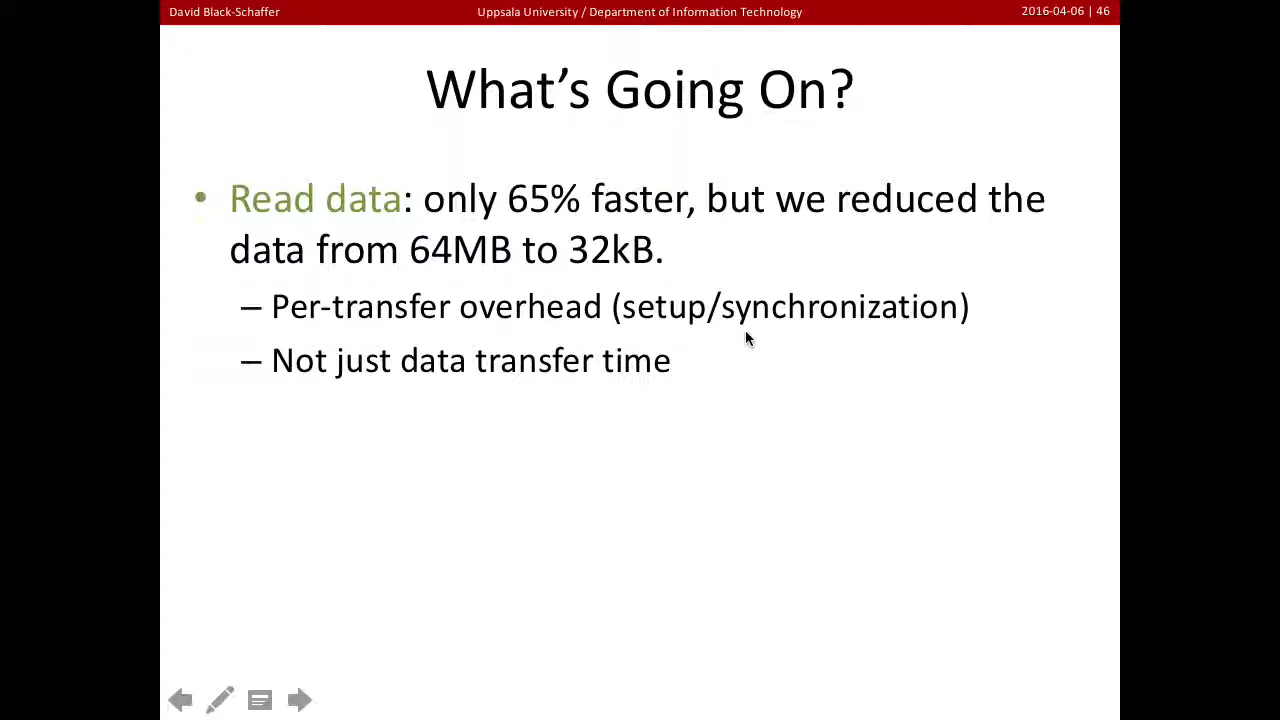 David Black-Schaffer
Uppsala University / Department of Information Technology
2016-04-06 | 46
What’s Going On?
• Read data: only 65% faster, but we reduced the
data from 64MB to 32kB.
– Per-transfer overhead (setup/synchronization)
– Not just data transfer time